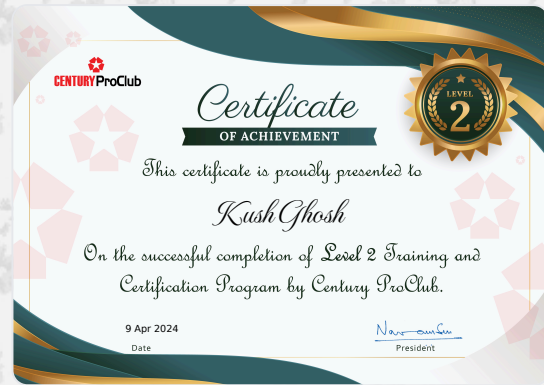 CENTURY ProClub
Certificate
OF ACHIEVEMENT
LEVEL
2
This certificate is proudly presented to
Kush Ghosh
On the successful completion of Level 2 Training and
Certification Program by Century ProClub.
9 Apr 2024
Date
President